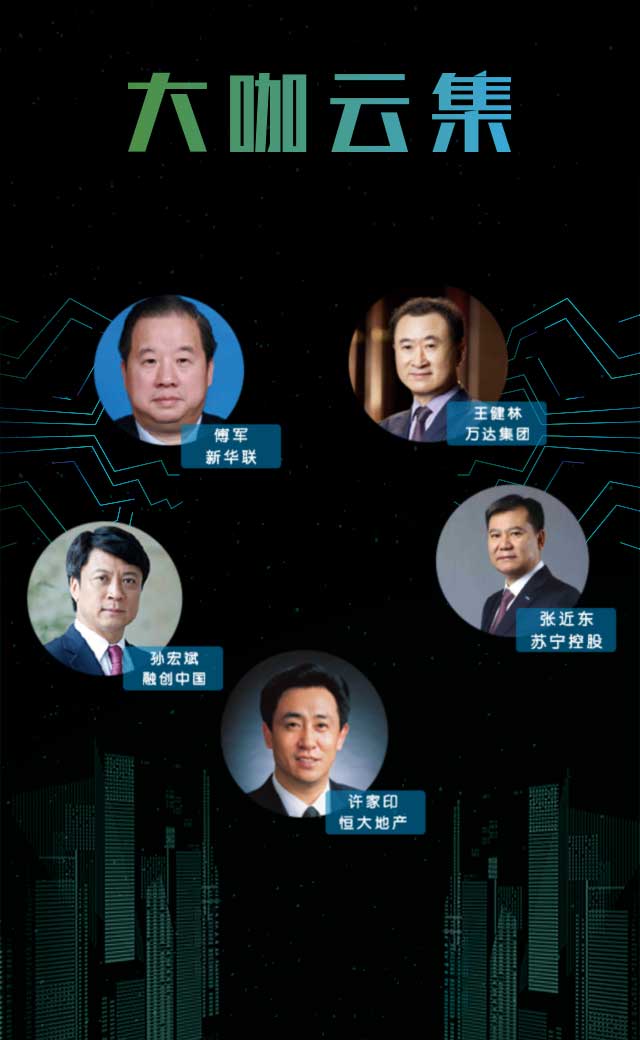 大咖云集
傅军
新华联
王健林
万达集团
张近东
苏宁控股
孙宏斌
融创中国
许家印
恒大地产